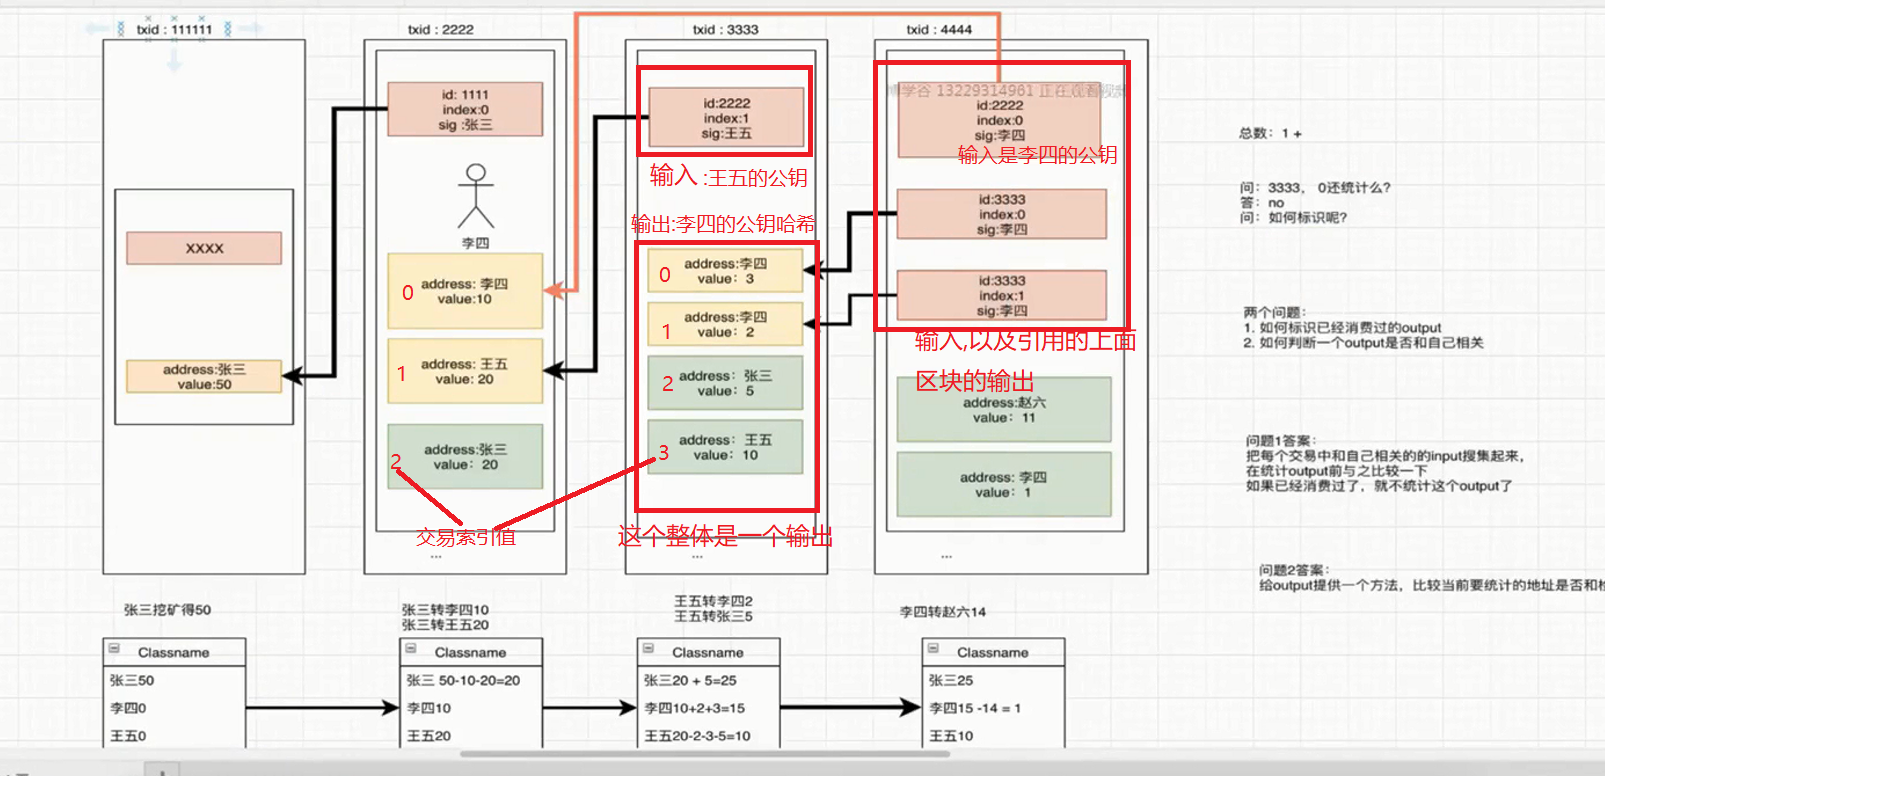 txid : 111111
XXXX
address:张三
value:50
张三挖矿得50
txid : 2222
id: 1111
index:0
sig :张三
李四
0
address: 李四
value:10
1
address: 王五
value: 20
2
address:张三
value: 20
交易索引值
...
张三转李四10
张三转王五20
txid : 3333
id:2222
index:1
sig:王五
输入 :王五的公钥
输出:李四的公钥哈希
0
address:李四
value: 3
1
address:李四
value: 2
2
address: 张三
value: 5
3
address: 王五
value: 10
这个整体是一个输出
...
王五转李四2
王五转张三5
txid : 4444
学谷 13229314961 正在观看视
id:2222
index:0
sig:李四
输入是李四的公钥
id:3333
index:0
sig:李四
id:3333
index:1
sig:李四
输入,以及引用的上面
区块的输出
address:赵六
value: 11
address: 李四
value: 1
...
李四转赵六14
总数: 1 +
问: 3333, 0还统计么?
答: no
问: 如何标识呢?
两个问题:
1. 如何标识已经消费过的output
2. 如何判断一个output是否和自己相关
问题1答案:
把每个交易中和自己相关的的input搜集起来,
在统计output前与之比较一下
如果已经消费过了, 就不统计这个output了
问题2答案:
给output提供一个方法, 比较当前要统计的地址是否和
Classname
张三50
李四0
王五0
Classname
张三 50-10-20=20
李四10
王五20
Classname
张三20 + 5=25
李四10+2+3=15
王五20-2-3-5=10
Classname
张三25
李四15 -14 = 1
王五10